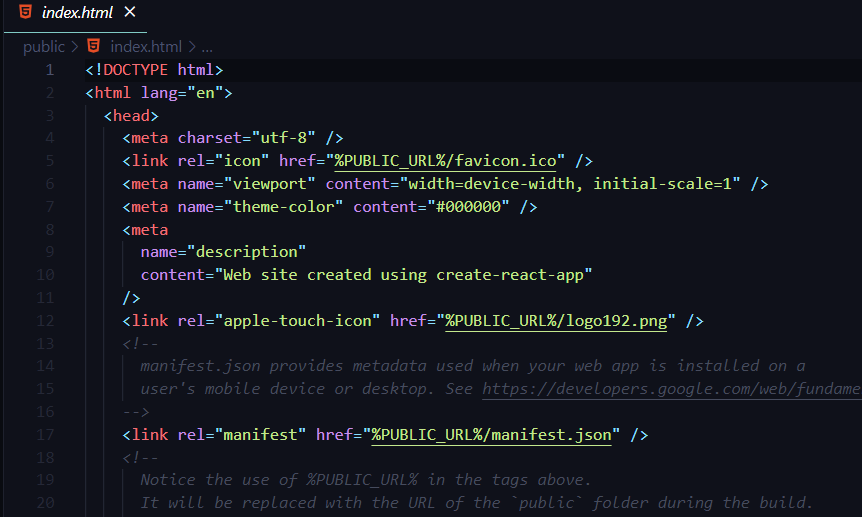 index.html ×
public > index.html > ...
1 <!DOCTYPE html>
2 <html lang="en">
3 <head>
4 <meta charset="utf-8" />
5 <link rel="icon" href="%PUBLIC_URL%/favicon.ico" />
6 <meta name="viewport" content="width=device-width, initial-scale=1" />
7 <meta name="theme-color" content="#000000" />
8 <meta
9 name="description"
10 content="Web site created using create-react-app"
11 />
12 <link rel="apple-touch-icon" href="%PUBLIC_URL%/logo192.png" />
13 <!--
14 manifest.json provides metadata used when your web app is installed on a
15 user's mobile device or desktop. See https://developers.google.com/web/fundame
16 -->
17 <link rel="manifest" href="%PUBLIC_URL%/manifest.json" />
18 <!--
19 Notice the use of %PUBLIC_URL% in the tags above.
20 It will be replaced with the URL of the `public` folder during the build.